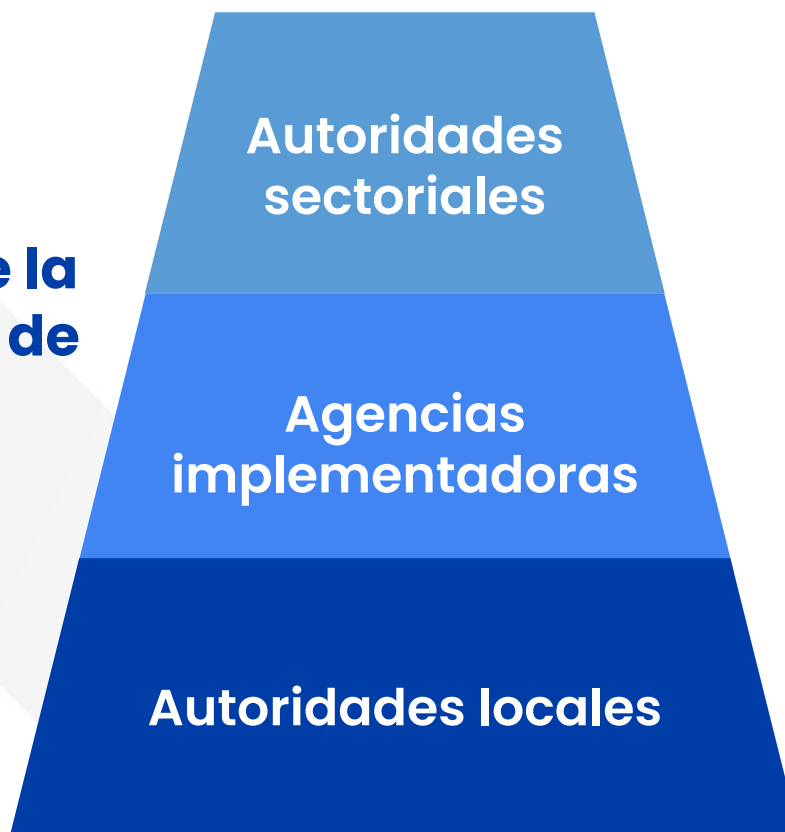 Autoridades
sectoriales
e la
de
Agencias
implementadoras
Autoridades locales